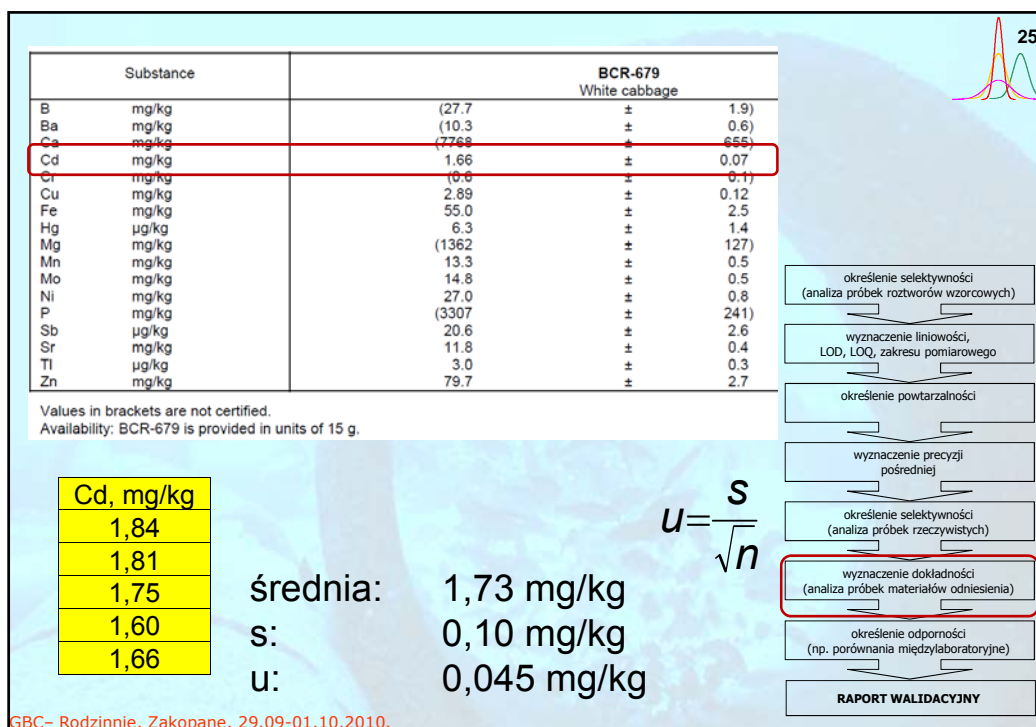 25
Substance BCR-679
White cabbage
B mg/kg (27.7 ± 1.9)
Ba mg/kg (10.3 ± 0.6)
Ca mg/kg (7768 ± 655)
Cd mg/kg 1.66 ± 0.07
Cr mg/kg (0.6 ± 0.1)
Cu mg/kg 2.89 ± 0.12
Fe mg/kg 55.0 ± 2.5
Hg µg/kg 6.3 ± 1.4
Mg mg/kg (1362 ± 127)
Mn mg/kg 13.3 ± 0.5
Mo mg/kg 14.8 ± 0.5
Ni mg/kg 27.0 ± 0.8
P mg/kg (3307 ± 241)
Sb µg/kg 20.6 ± 2.6
Sr mg/kg 11.8 ± 0.4
Tl µg/kg 3.0 ± 0.3
Zn mg/kg 79.7 ± 2.7
Values in brackets are not certified.
Availability: BCR-679 is provided in units of 15 g.
Cd, mg/kg
1,84
1,81
1,75
1,60
1,66
średnia: 1,73 mg/kg
s: 0,10 mg/kg
u: 0,045 mg/kg
u=s/√n
określenie selektywności
(analiza próbek roztworów wzorcowych)
wyznaczenie liniowości,
LOD, LOQ, zakresu pomiarowego
określenie powtarzalności
wyznaczenie precyzji
pośredniej
określenie selektywności
(analiza próbek rzeczywistych)
wyznaczenie dokładności
(analiza próbek materiałów odniesienia)
określenie odporności
(np. porównania międzylaboratoryjne)
RAPORT WALIDACYJNY
GBC– Rodzinnie, Zakopane, 29.09-01.10.2010.